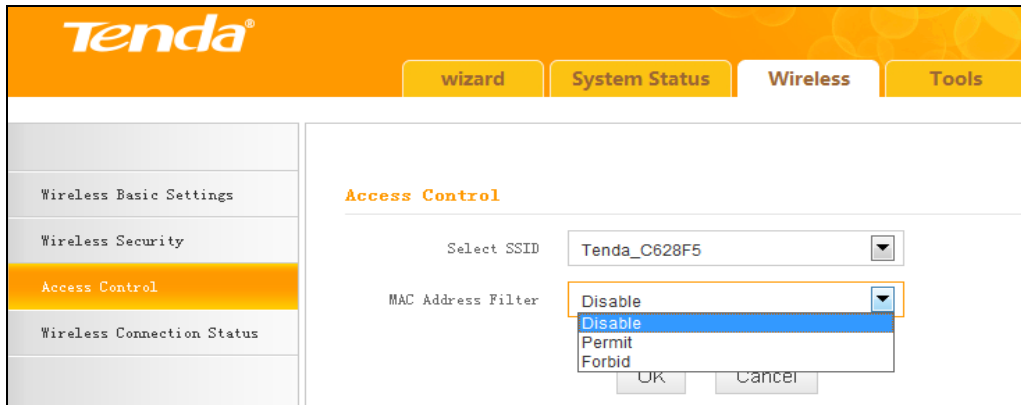 Tenda®
wizard System Status Wireless Tools
Wireless Basic Settings
Wireless Security
Access Control
Wireless Connection Status
Access Control
Select SSID Tenda_C628F5
MAC Address Filter Disable
Disable
Permit
Forbid
OK Cancel